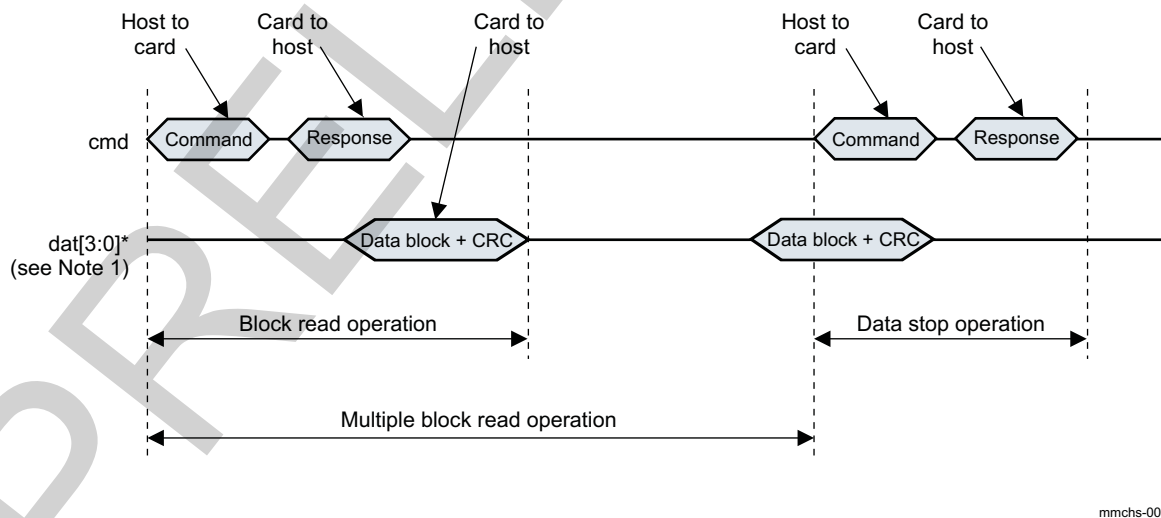 Host to
card
Card to
host
Card to
host
Host to
card
Card to
host
cmd
Command
Response
Command
Response
dat[3:0]*
(see Note 1)
Data block + CRC
Data block + CRC
Block read operation
Data stop operation
Multiple block read operation
mmchs-00